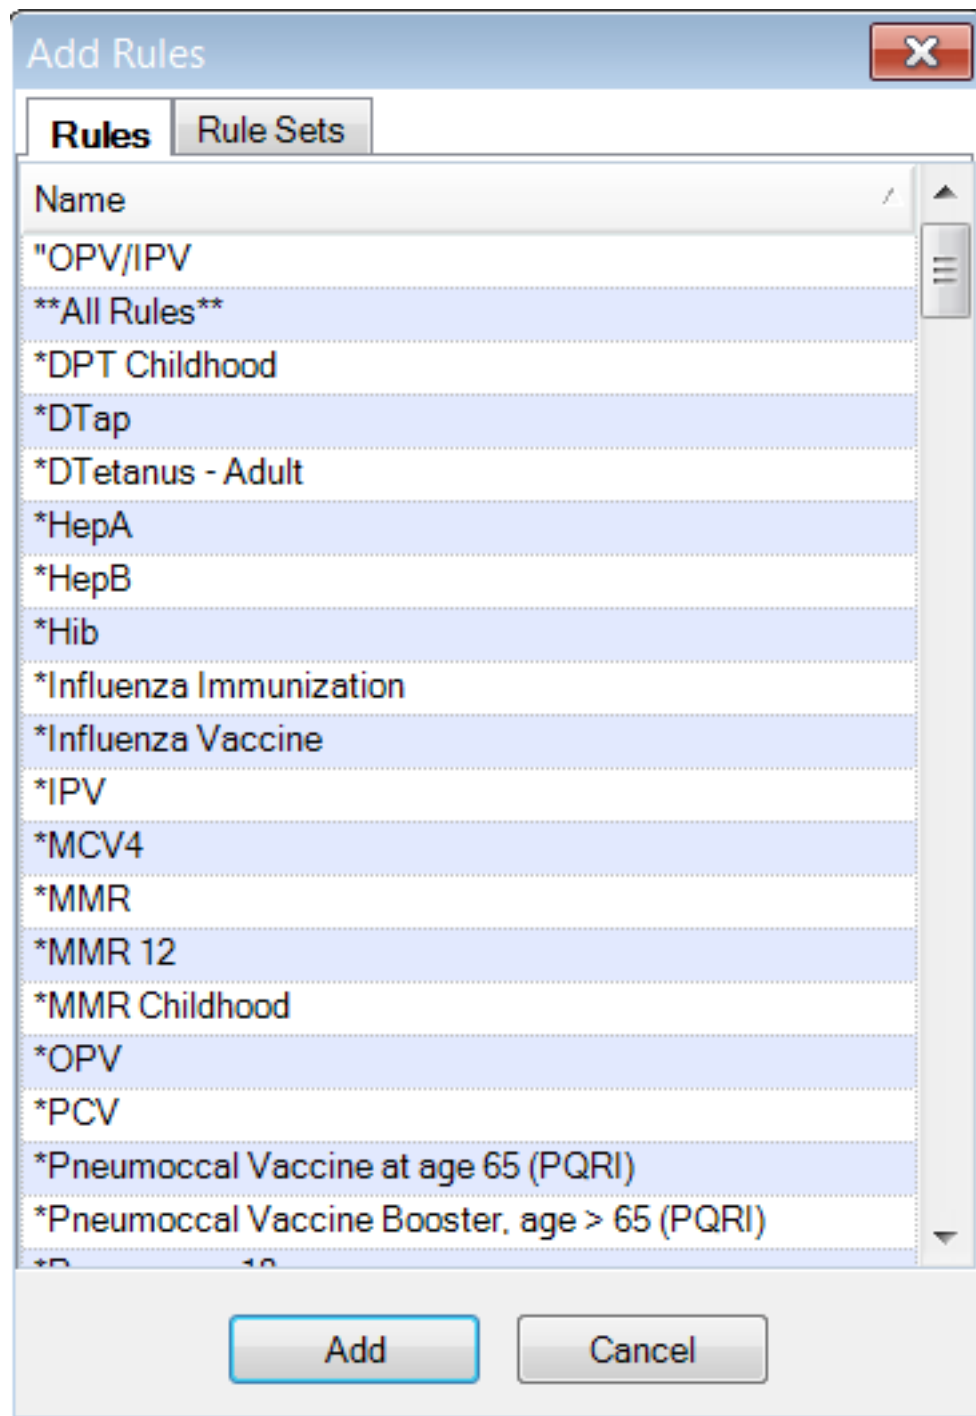 Add Rules
Rules
Rule Sets
Name
"OPV/IPV
**All Rules**
*DPT Childhood
*DTap
*DTetanus - Adult
*HepA
*HepB
*Hib
*Influenza Immunization
*Influenza Vaccine
*IPV
*MCV4
*MMR
*MMR 12
*MMR Childhood
*OPV
*PCV
*Pneumoccal Vaccine at age 65 (PQRI)
*Pneumoccal Vaccine Booster, age > 65 (PQRI)
Add
Cancel